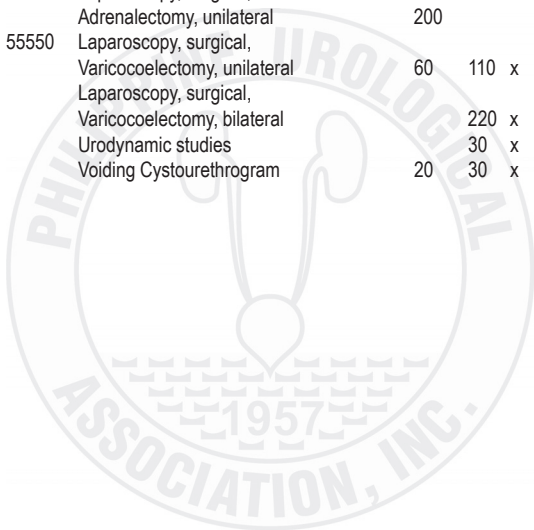 Adrenalectomy, unilateral 200
55550 Laparoscopy, surgical,
Varicocoelectomy, unilateral 60 110 x
Laparoscopy, surgical,
Varicocoelectomy, bilateral 220 x
Urodynamic studies 30 x
Voiding Cystourethrogram 20 30 x
PHILIPPINE UROLOGICAL
1957
ASSOCIATION, INC.